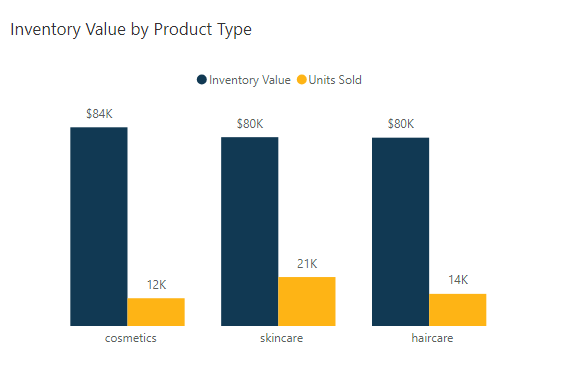 Inventory Value by Product Type
Inventory Value Units Sold
$84K
$80K
$80K
12K
21K
14K
cosmetics skincare haircare